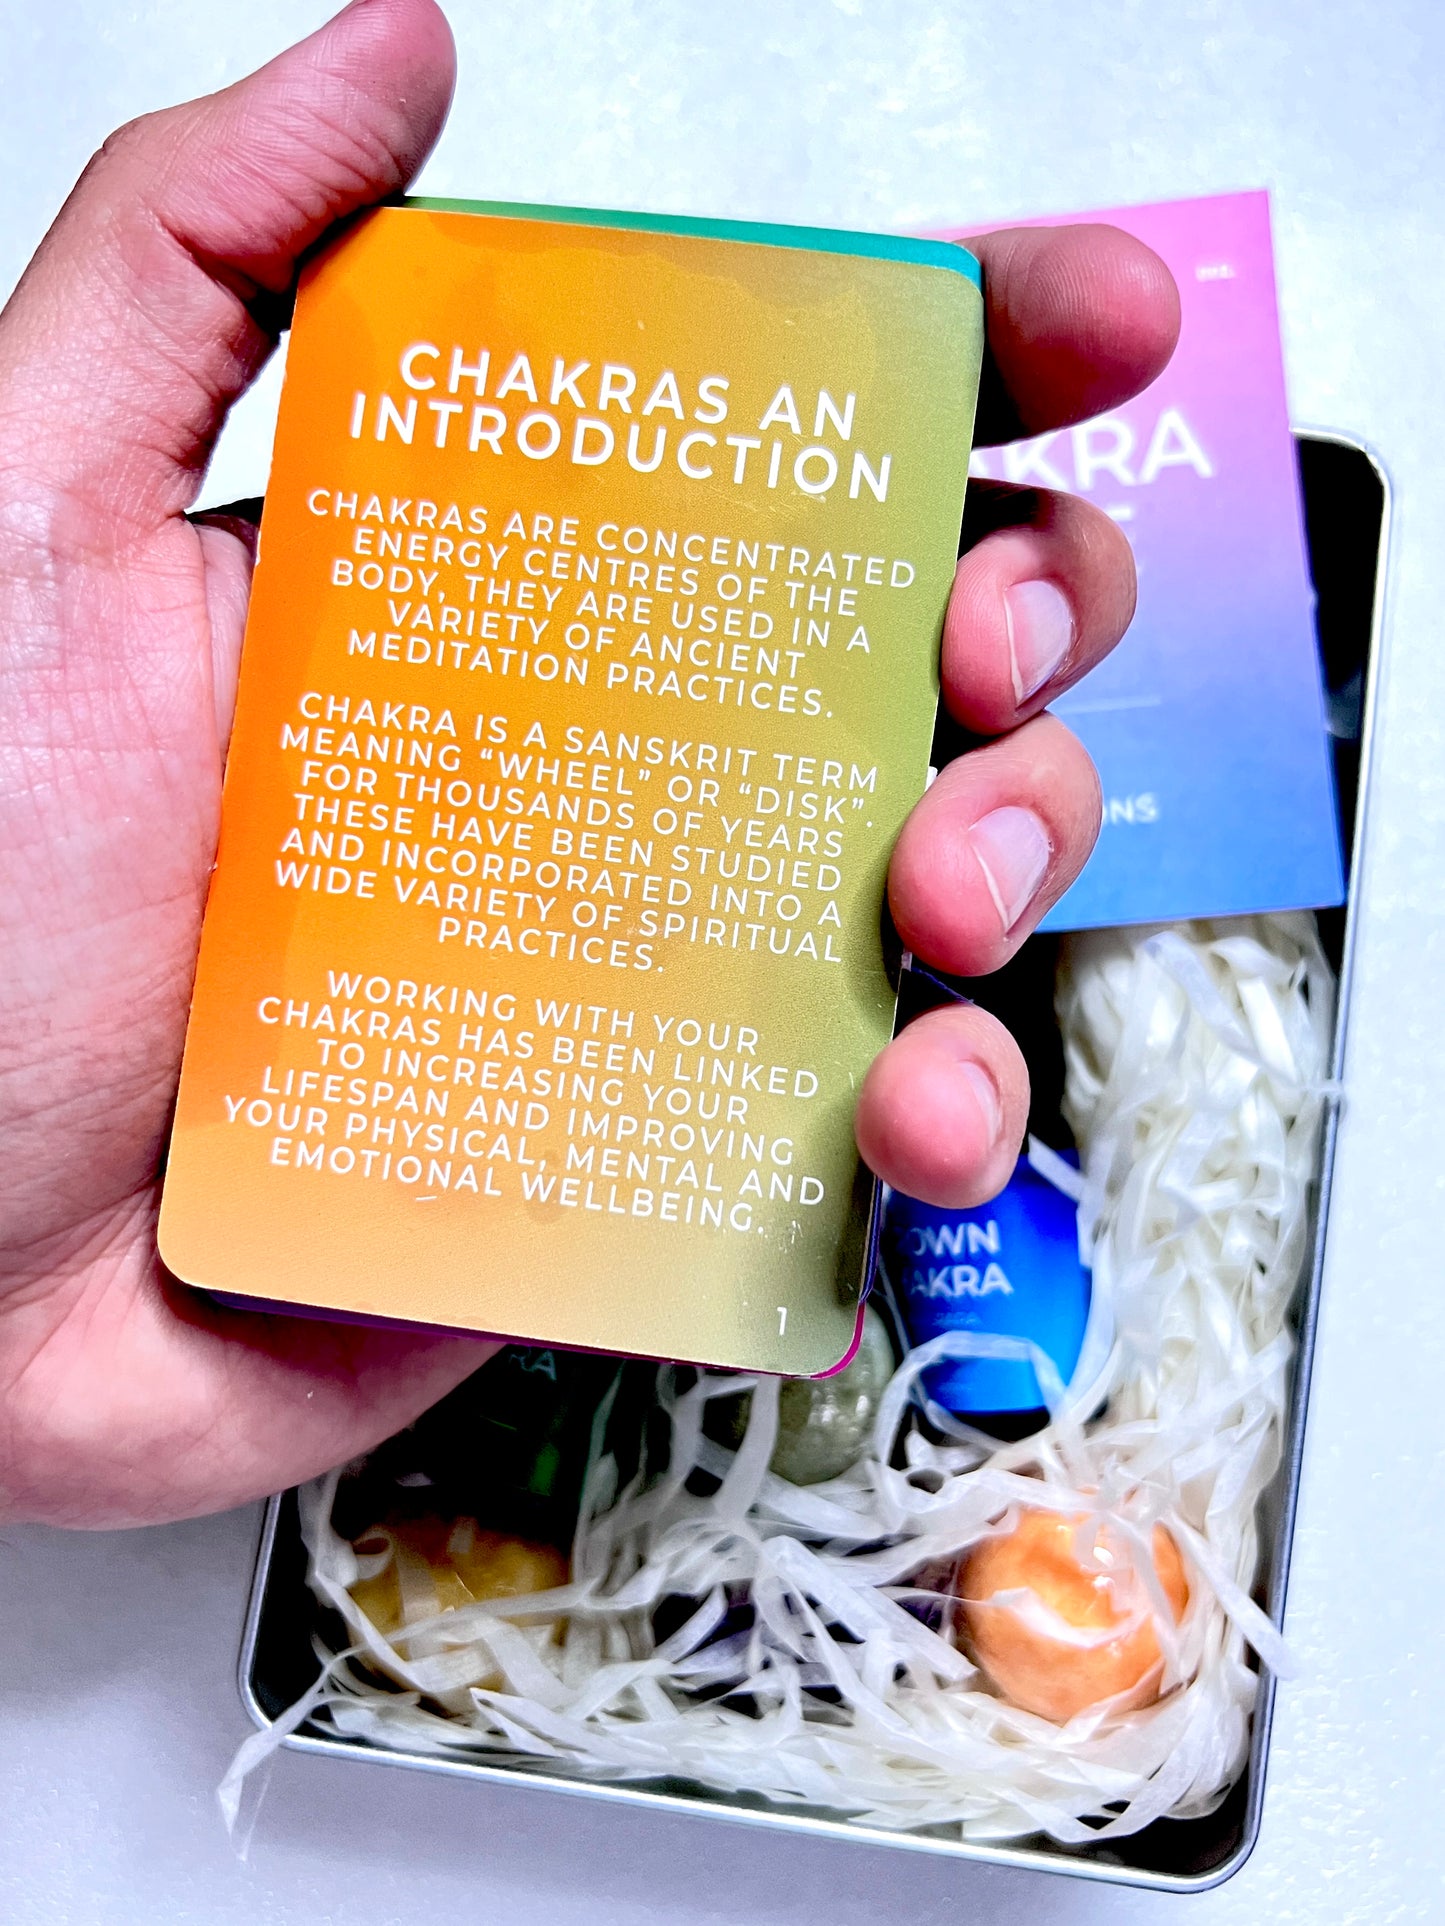 CHAKRAS AN
INTRODUCTION
CHAKRAS ARE CONCENTRATED
ENERGY CENTRES OF THE
BODY, THEY ARE USED IN A
VARIETY OF ANCIENT
MEDITATION PRACTICES.
CHAKRA IS A SANSKRIT TERM
MEANING “WHEEL” OR “DISK”.
FOR THOUSANDS OF YEARS
THESE HAVE BEEN STUDIED
AND INCORPORATED INTO A
WIDE VARIETY OF SPIRITUAL
PRACTICES.
WORKING WITH YOUR
CHAKRAS HAS BEEN LINKED
TO INCREASING YOUR
LIFESPAN AND IMPROVING
YOUR PHYSICAL, MENTAL AND
EMOTIONAL WELLBEING.
1
AKRA
ONS
OWN
AKRA
RA